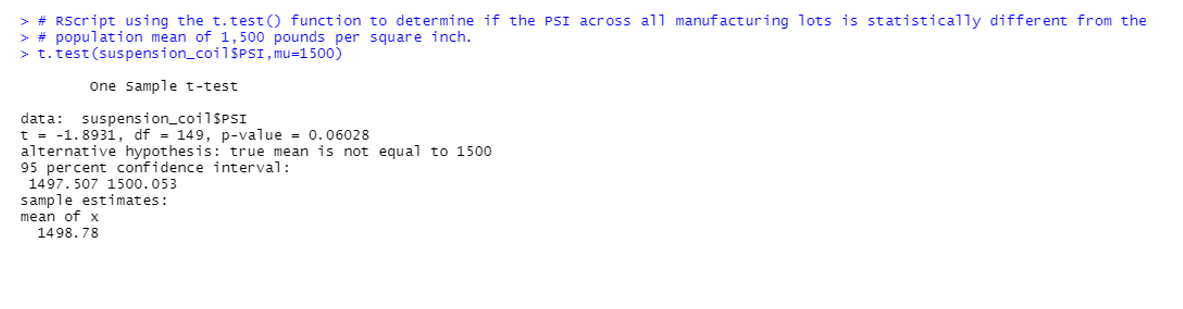 > # RScript using the t.test() function to determine if the PSI across all manufacturing lots is statistically different from the
> # population mean of 1,500 pounds per square inch.
> t.test(suspension_coil$PSI,mu=1500)
One Sample t-test
data:  suspension_coil$PSI
t = -1.8931, df = 149, p-value = 0.06028
alternative hypothesis: true mean is not equal to 1500
95 percent confidence interval:
1497.507 1500.053
sample estimates:
mean of x
1498.78